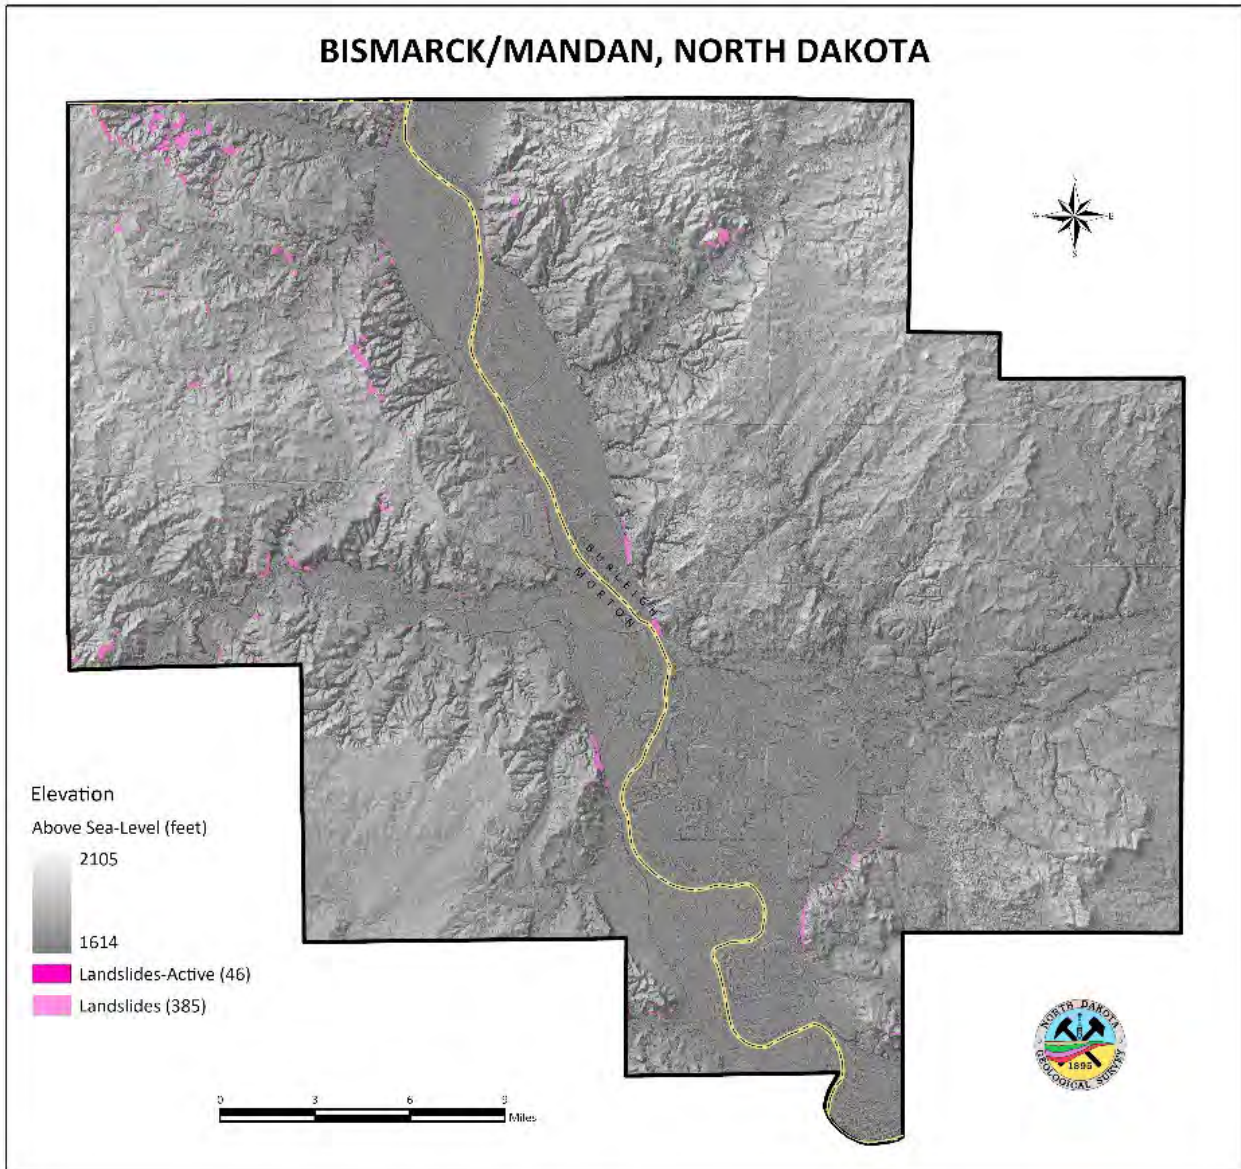 BISMARCK/MANDAN, NORTH DAKOTA
W E
S
BURLEIGH
MORTON
Elevation
Above Sea-Level (feet)
2105
1614
Landslides-Active (46)
Landslides (385)
NORTH DAKOTA
1895
GEOLOGICAL SURVEY
0 3 6 9
Miles